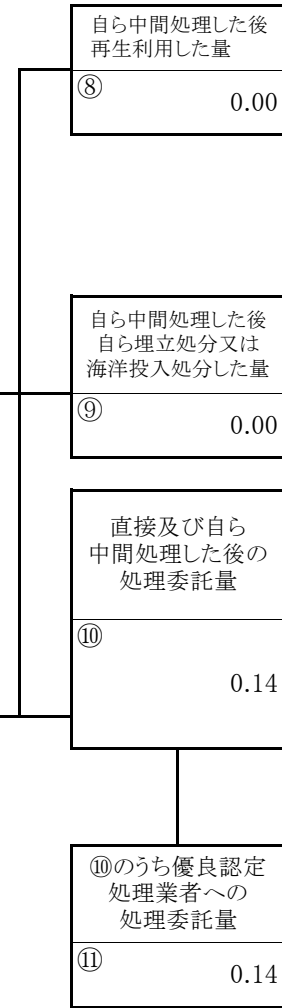 自ら中間処理した後
再生利用した量
⑧
0.00
自ら中間処理した後
自ら埋立処分又は
海洋投入処分した量
⑨
0.00
直接及び自ら
中間処理した後の
処理委託量
⑩
0.14
⑩のうち優良認定
処理業者への
処理委託量
⑪
0.14